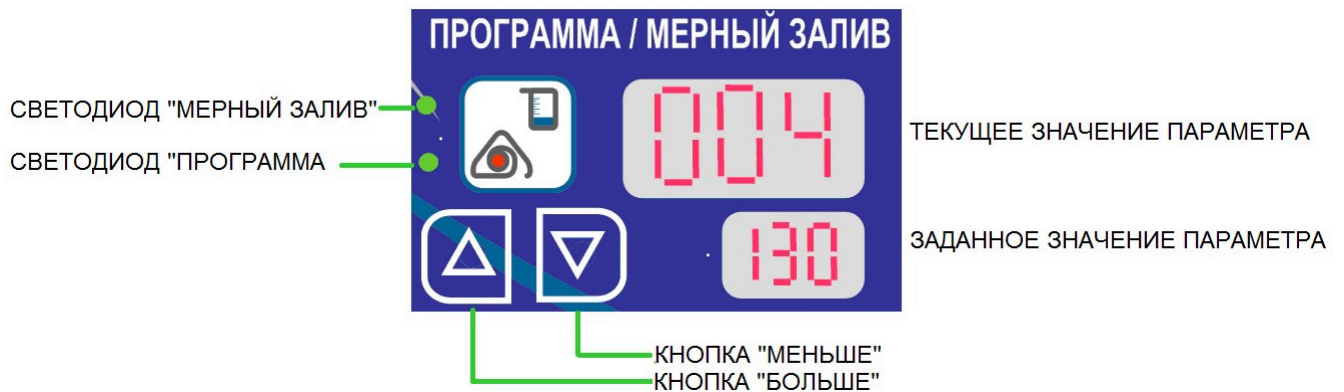 ПРОГРАММА / МЕРНЫЙ ЗАЛИВ
СВЕТОДИОД "МЕРНЫЙ ЗАЛИВ"
СВЕТОДИОД "ПРОГРАММА
004
ТЕКУЩЕЕ ЗНАЧЕНИЕ ПАРАМЕТРА
130
ЗАДАННОЕ ЗНАЧЕНИЕ ПАРАМЕТРА
КНОПКА "МЕНЬШЕ"
КНОПКА "БОЛЬШЕ"